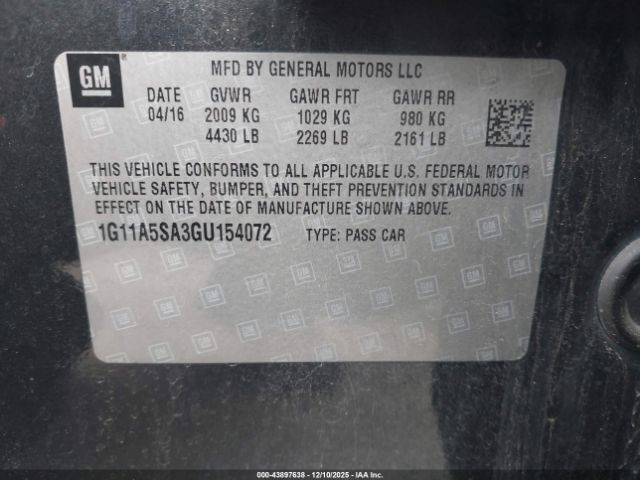 GM
MFD BY GENERAL MOTORS LLC
DATE GVWR GAWR FRT GAWR RR
04/16 2009 KG 1029 KG 980 KG
4430 LB 2269 LB 2161 LB
THIS VEHICLE CONFORMS TO ALL APPLICABLE U.S. FEDERAL MOTOR
VEHICLE SAFETY, BUMPER, AND THEFT PREVENTION STANDARDS IN
EFFECT ON THE DATE OF MANUFACTURE SHOWN ABOVE.
1G11A5SA3GU154072 TYPE: PASS CAR
000-43897638 - 12/10/2025 - IAA Inc.